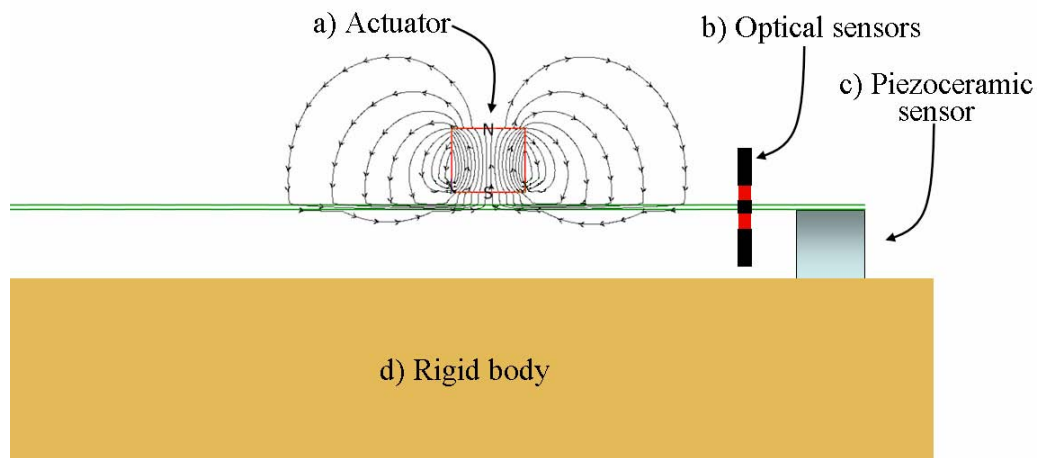 a) Actuator
b) Optical sensors
c) Piezoceramic
sensor
N
S
d) Rigid body